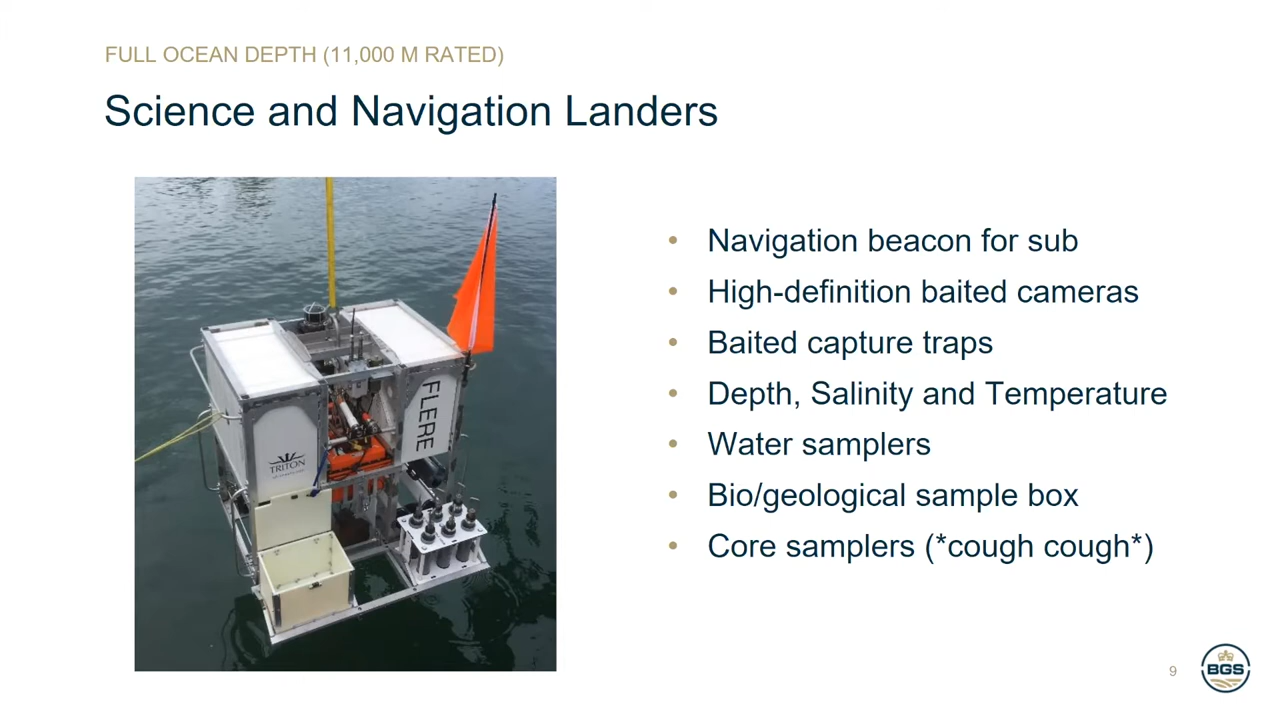 FULL OCEAN DEPTH (11,000 M RATED)
Science and Navigation Landers
FLERE
TRITON
• Navigation beacon for sub
• High-definition baited cameras
• Baited capture traps
• Depth, Salinity and Temperature
• Water samplers
• Bio/geological sample box
• Core samplers (*cough cough*)
9
BGS